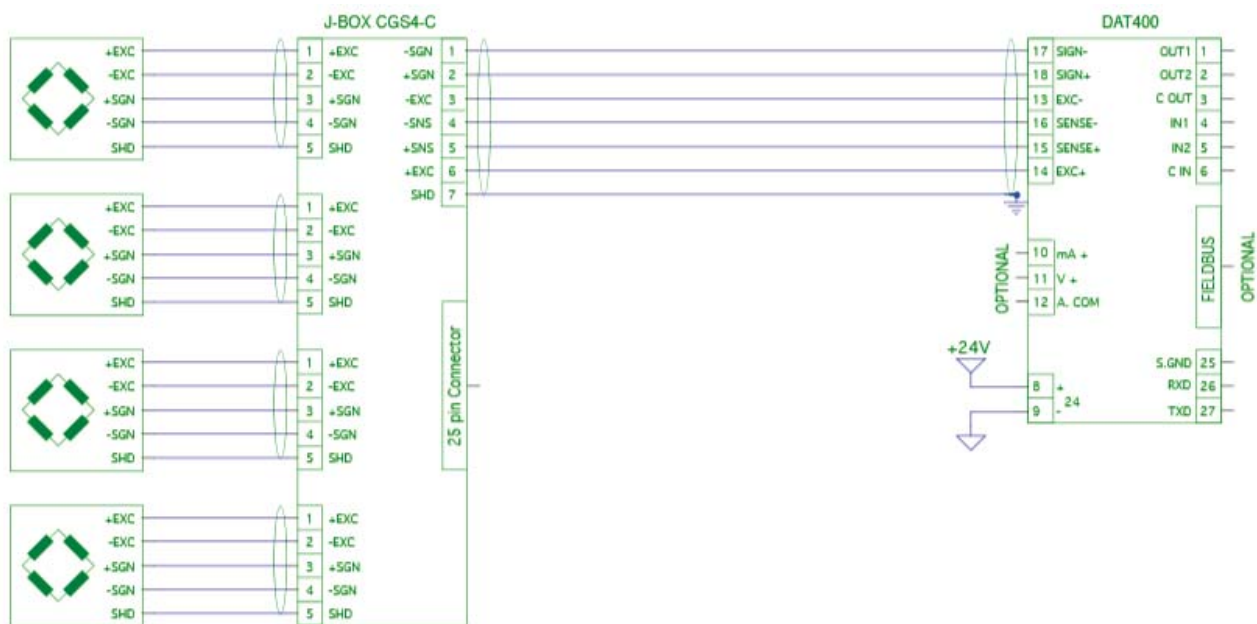 J-BOX CGS4-C
DAT400
+EXC 1 +EXC
-EXC 2 -EXC
+SGN 3 +SGN
-SGN 4 -SGN
SHD 5 SHD
+EXC 1 +EXC
-EXC 2 -EXC
+SGN 3 +SGN
-SGN 4 -SGN
SHD 5 SHD
+EXC 1 +EXC
-EXC 2 -EXC
+SGN 3 +SGN
-SGN 4 -SGN
SHD 5 SHD
+EXC 1 +EXC
-EXC 2 -EXC
+SGN 3 +SGN
-SGN 4 -SGN
SHD 5 SHD
-SGN 1
+SGN 2
-EXC 3
-SNS 4
+SNS 5
+EXC 6
SHD 7
25 pin Connector
17 SIGN-
18 SIGN+
13 EXC-
16 SENSE-
15 SENSE+
14 EXC+
OPTIONAL
10 mA +
11 V +
12 A. COM
+24V
8 +
24
9 -
OUT1 1
OUT2 2
C OUT 3
IN1 4
IN2 5
C IN 6
FIELDBUS
OPTIONAL
S.GND 25
RXD 26
TXD 27